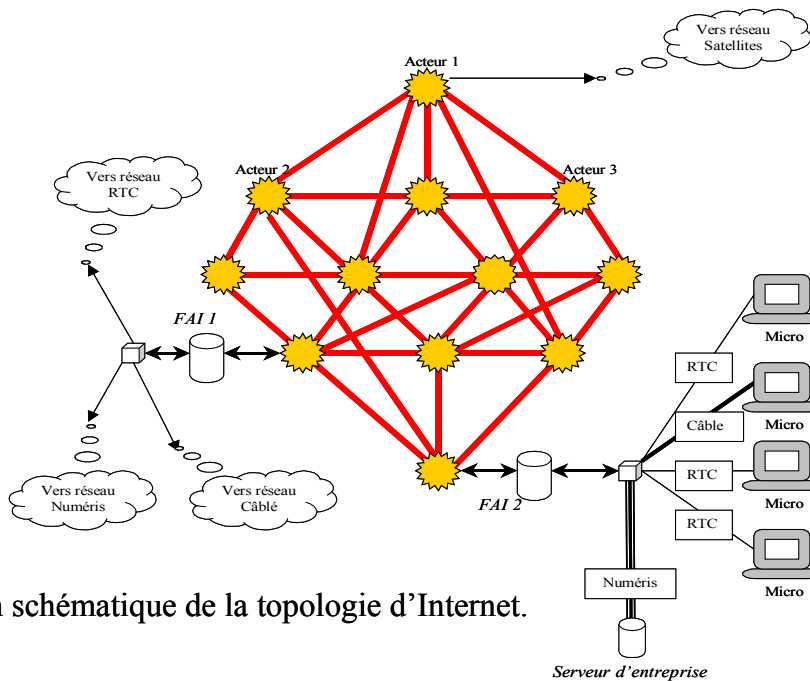 Vers réseau
Satellites
Acteur 1
Acteur 2
Acteur 3
Vers réseau
RTC
FAI 1
Micro
RTC
Micro
Câble
RTC
Micro
RTC
Micro
Vers réseau
Numéris
Vers réseau
Câblé
FAI 2
Numéris
n schématique de la topologie d’Internet.
Serveur d’entreprise